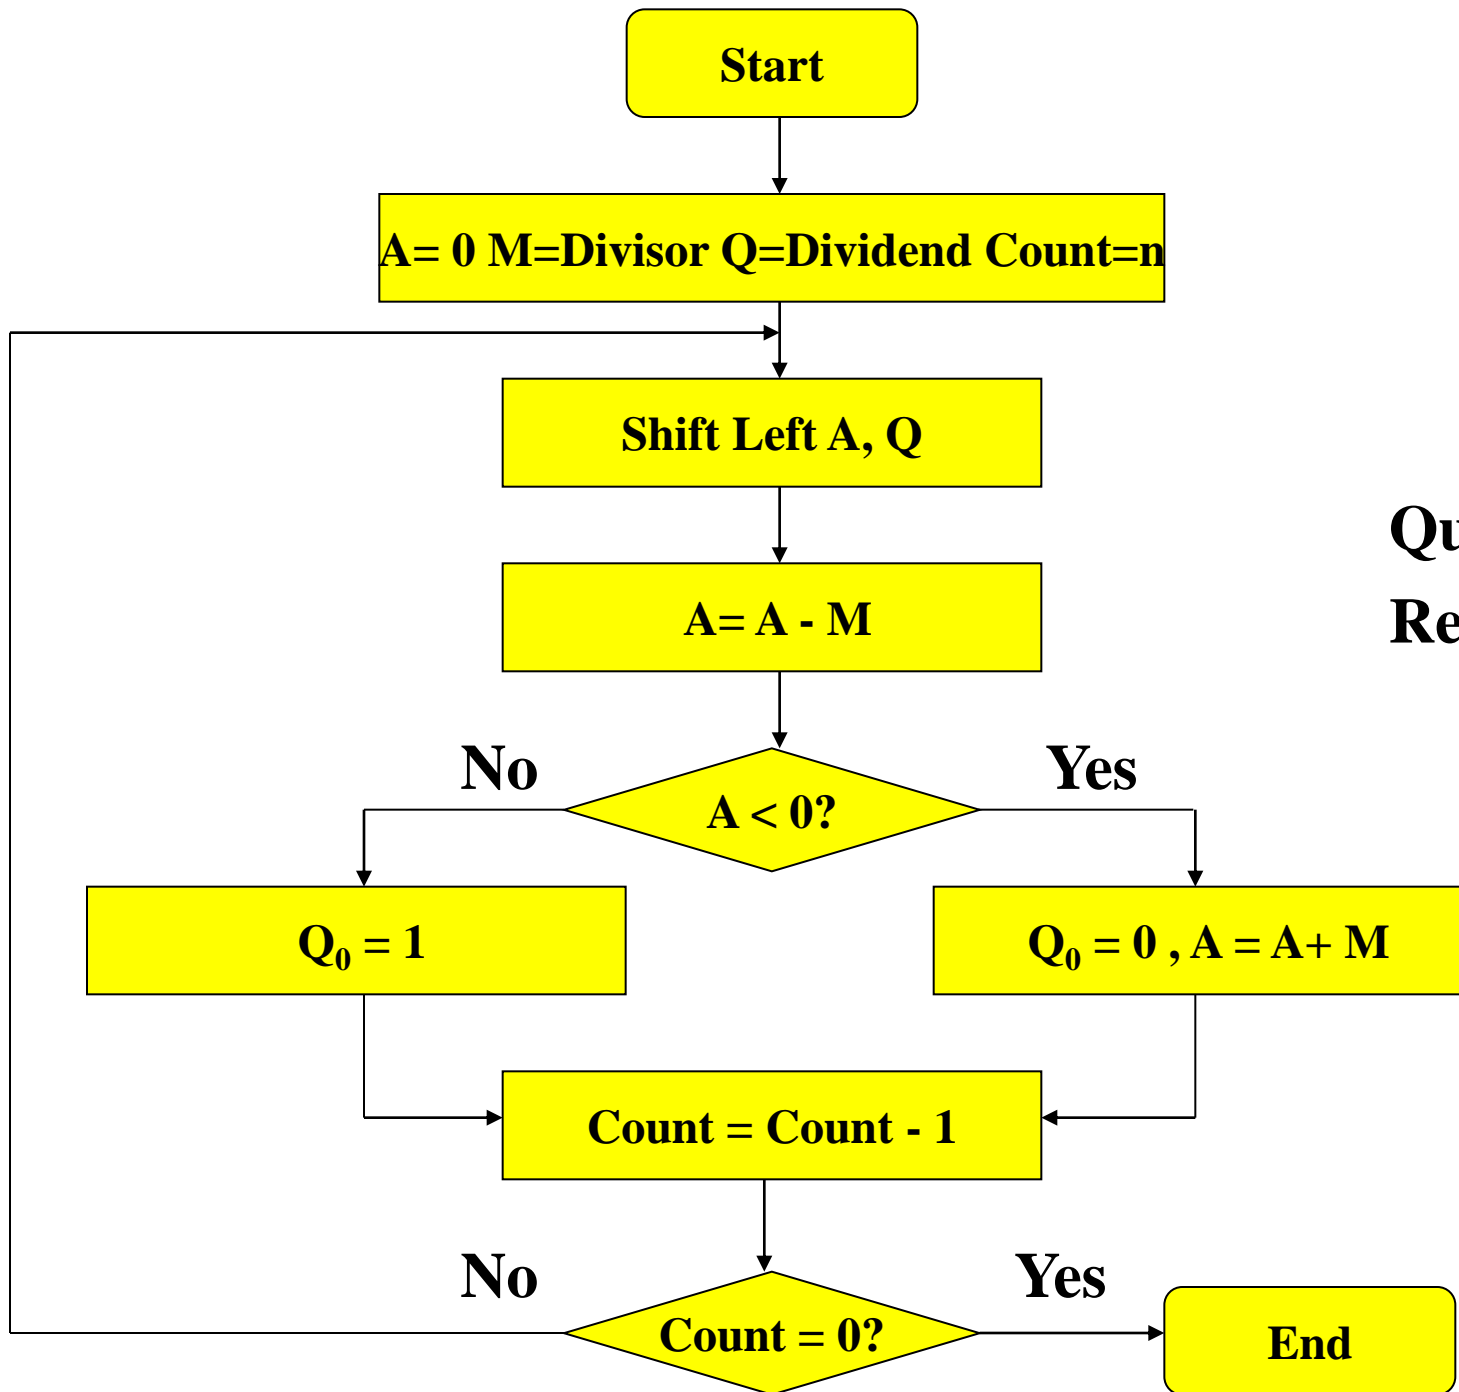 Start
A= 0 M=Divisor Q=Dividend Count=n
Shift Left A, Q
A= A - M
No
Yes
A < 0?
Q₀ = 1
Q₀ = 0 , A = A+ M
Count = Count - 1
No
Yes
Count = 0?
End